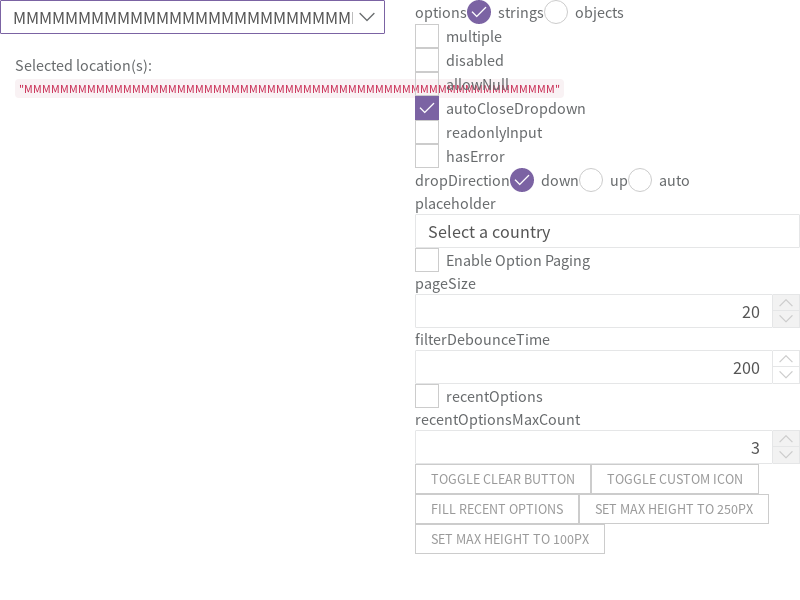 MMMMMMMMMMMMMMMMMMMMMMMMMM
Selected location(s):
"MMMMMMMMMMMMMMMMMMMMMMMMMMMMMMMMMMMMMMMMMMMMMMMMMMMMMMMMMMM"
options strings objects
multiple
disabled
allowNull
autoCloseDropdown
readonlyInput
hasError
dropDirection down up auto
placeholder
Select a country
Enable Option Paging
pageSize
20
filterDebounceTime
200
recentOptions
recentOptionsMaxCount
3
TOGGLE CLEAR BUTTON TOGGLE CUSTOM ICON
FILL RECENT OPTIONS SET MAX HEIGHT TO 250PX
SET MAX HEIGHT TO 100PX